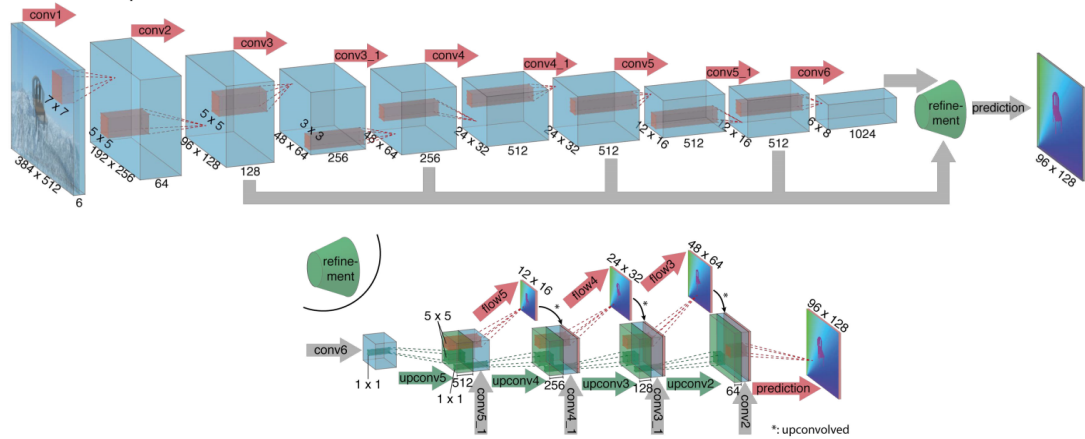 conv1
conv2
conv3
conv3_1
conv4
conv4_1
conv5
conv5_1
conv6
7 x 7
5 x 5
5 x 5
3 x 3
384 x 512
192 x 256
96 x 128
48 x 64
48 x 64
24 x 32
24 x 32
12 x 16
12 x 16
6 x 8
6
64
128
256
256
512
512
512
512
1024
refine-
ment
prediction
96 x 128
refine-
ment
conv6
1 x 1
5 x 5
1 x 1
upconv5
512
conv5_1
flow5
12 x 16
*
upconv4
256
conv4_1
flow4
24 x 32
*
upconv3
128
conv3_1
flow3
48 x 64
*
upconv2
64
conv2
prediction
96 x 128
*: upconvolved